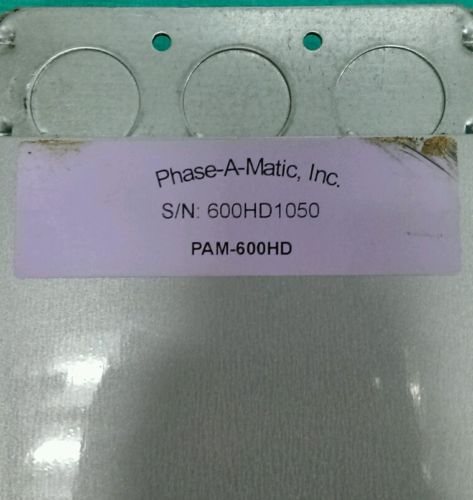 Phase-A-Matic, Inc.
S/N: 600HD1050
PAM-600HD